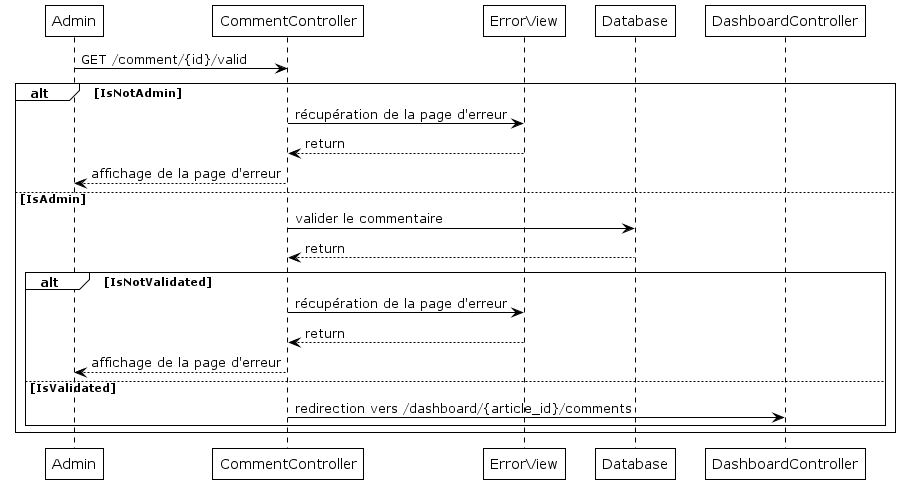 Admin CommentController ErrorView Database DashboardController
GET /comment/{id}/valid
alt [IsNotAdmin]
récupération de la page d'erreur
return
affichage de la page d'erreur
[IsAdmin]
valider le commentaire
return
alt [IsNotValidated]
récupération de la page d'erreur
return
affichage de la page d'erreur
[IsValidated]
redirection vers /dashboard/{article_id}/comments
Admin CommentController ErrorView Database DashboardController